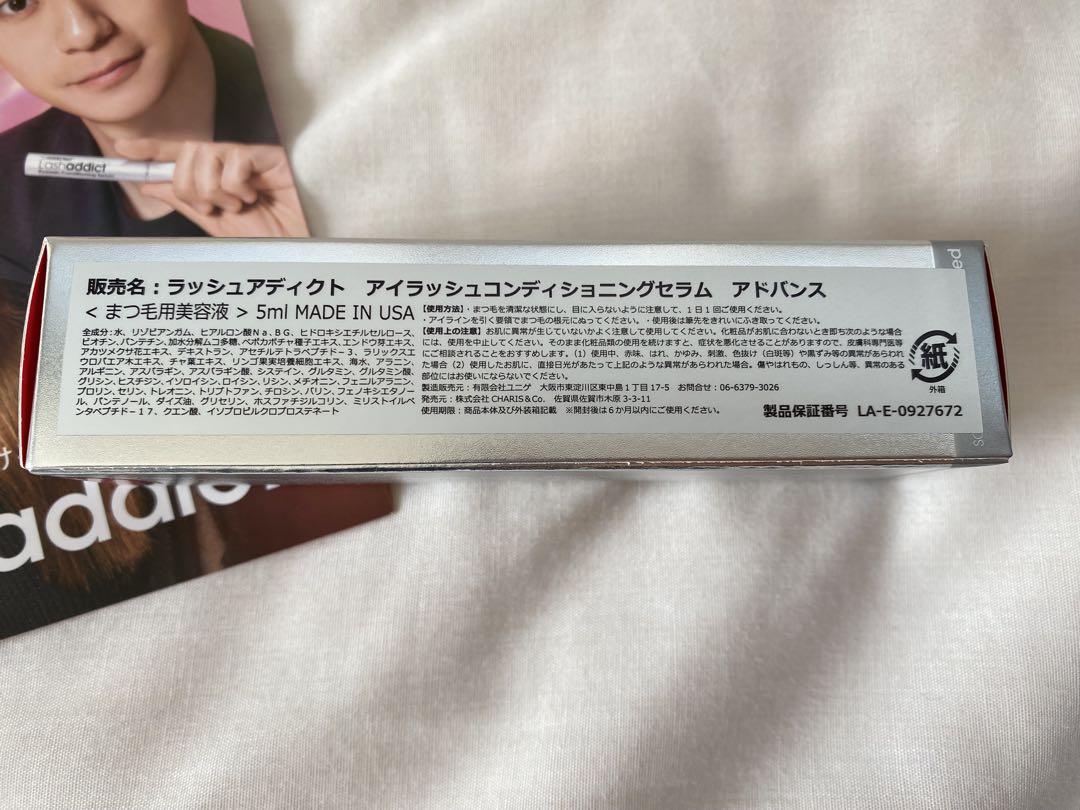 Lashaddict
Eyelash Conditioning Serum
addict
け
ed
販売名：ラッシュアディクト　アイラッシュコンディショニングセラム　アドバンス
< まつ毛用美容液 > 5ml MADE IN USA
全成分：水、リゾビアンガム、ヒアルロン酸Ｎａ、ＢＧ、ヒドロキシエチルセルロース、
ビオチン、パンテチン、加水分解ムコ多糖、ペポカボチャ種子エキス、エンドウ芽エキス、
アカツメクサ花エキス、デキストラン、アセチルテトラペプチド－３、ラリックスエ
ウロパエア木エキス、チャ葉エキス、リンゴ果実培養細胞エキス、海水、アラニン、
アルギニン、アスパラギン、アスパラギン酸、システイン、グルタミン、グルタミン酸、
グリシン、ヒスチジン、イソロイシン、ロイシン、リシン、メチオニン、フェニルアラニン、
プロリン、セリン、トレオニン、トリプトファン、チロシン、バリン、フェノキシエタノー
ル、パンテノール、ダイズ油、グリセリン、ホスファチジルコリン、ミリストイルペ
ンタペプチド－１７、クエン酸、イソプロピルクロプロステネート
【使用方法】・まつ毛を清潔な状態にし、目に入らないように注意して、１日１回ご使用ください。
・アイラインを引く要領でまつ毛の根元にぬってください。・使用後は筆先をきれいにふき取ってください。
【使用上の注意】お肌に異常が生じていないかよく注意して使用してください。化粧品がお肌に合わないとき即ち次のような場合
には、使用を中止してください。そのまま化粧品類の使用を続けますと、症状を悪化させることがありますので、皮膚科専門医等
にご相談されることをおすすめします。（1）使用中、赤味、はれ、かゆみ、刺激、色抜け（白斑等）や黒ずみ等の異常があらわれ
た場合（2）使用したお肌に、直接日光があたって上記のような異常があらわれた場合。傷やはれもの、しっしん等、異常のある
部位にはお使いにならないでください。
製造販売元：有限会社ユニゲ　大阪市東淀川区東中島１丁目 17-5　お問合せ：06-6379-3026
発売元：株式会社 CHARIS＆Co.　佐賀県佐賀市木原 3-3-11
使用期限：商品本体及び外装箱記載　※開封後は６か月以内にご使用ください。
製品保証番号　LA-E-0927672
紙
外箱